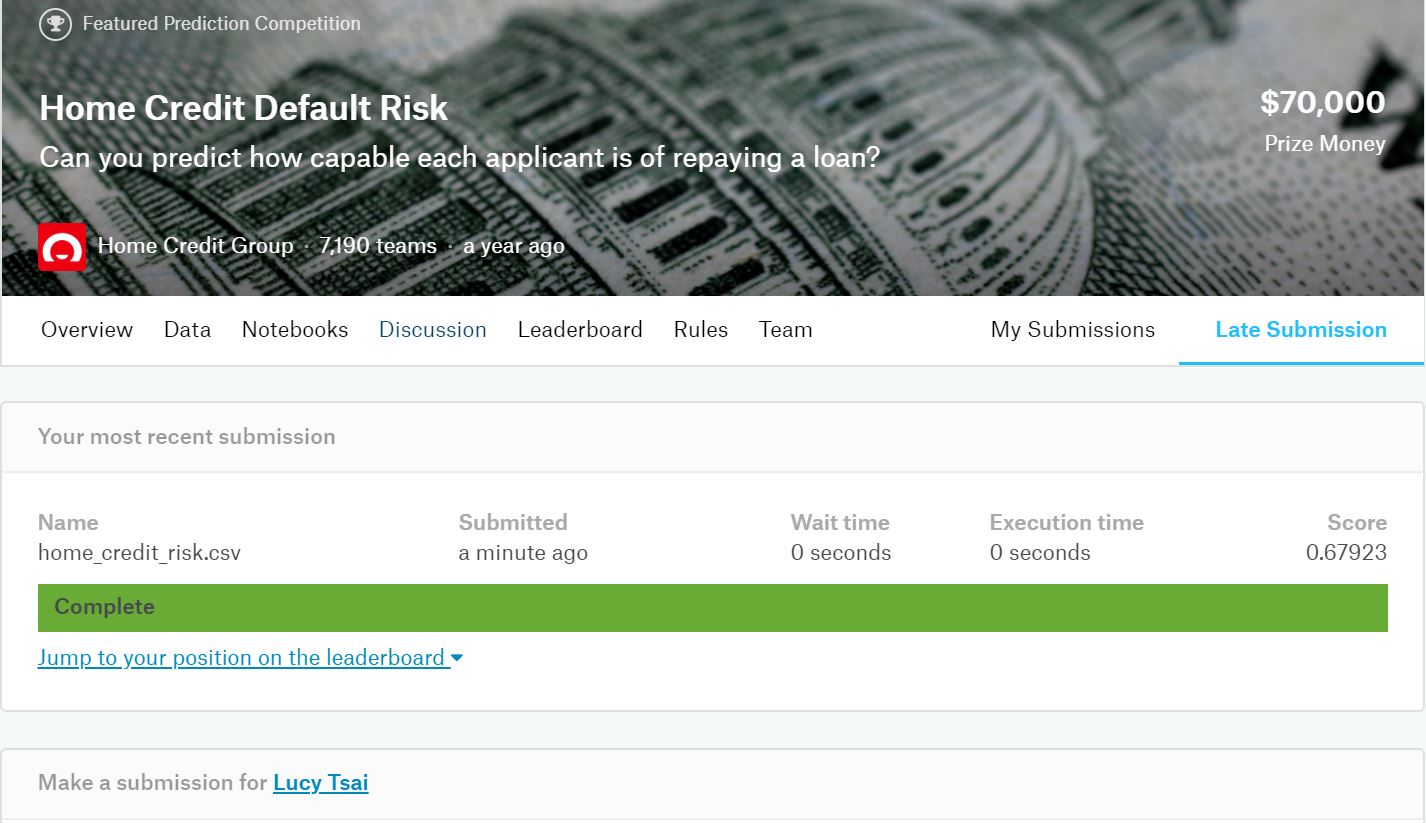 Featured Prediction Competition
Home Credit Default Risk
$70,000
Can you predict how capable each applicant is of repaying a loan?
Prize Money
Home Credit Group · 7,190 teams · a year ago
Overview Data Notebooks Discussion Leaderboard Rules Team My Submissions Late Submission
Your most recent submission
Name Submitted Wait time Execution time Score
home_credit_risk.csv a minute ago 0 seconds 0 seconds 0.67923
Complete
Jump to your position on the leaderboard
Make a submission for Lucy Tsai